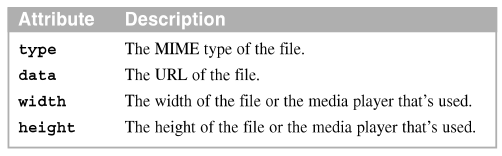 Attribute Description
type The MIME type of the file.
data The URL of the file.
width The width of the file or the media player that's used.
height The height of the file or the media player that's used.